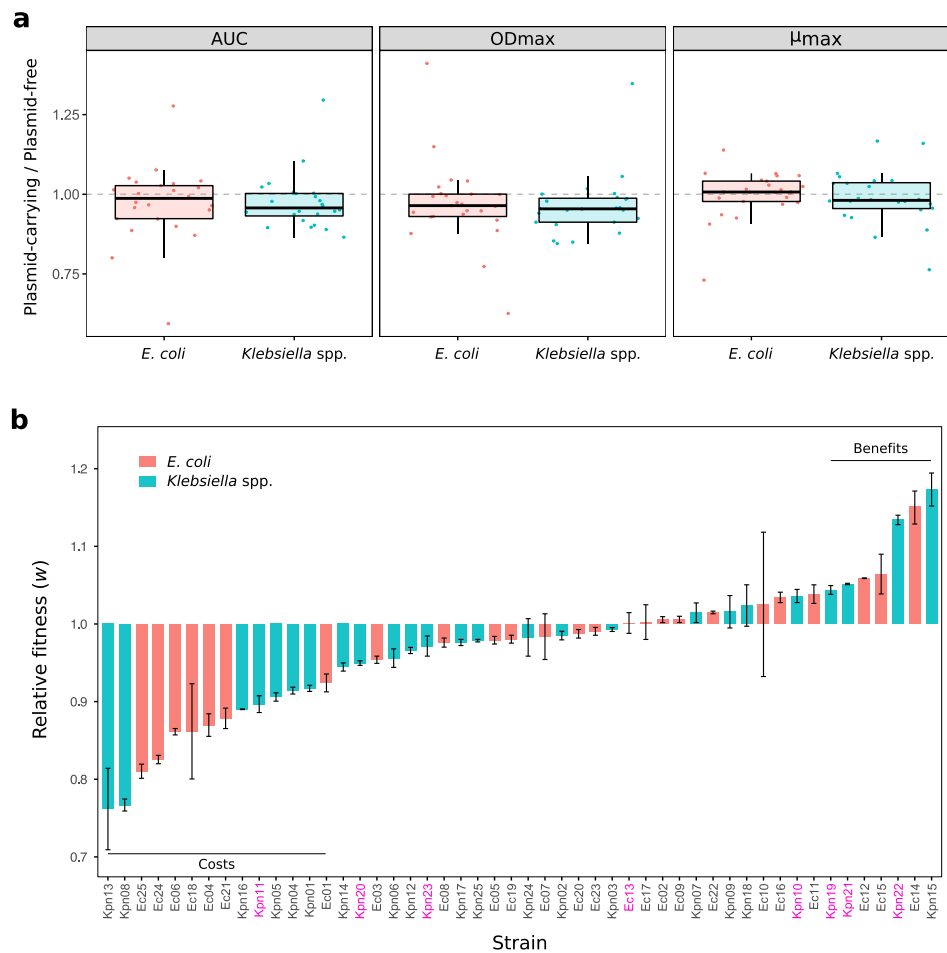 a
AUC
ODmax
μmax
Plasmid-carrying / Plasmid-free
1.25
1.00
0.75
E. coli
Klebsiella spp.
E. coli
Klebsiella spp.
E. coli
Klebsiella spp.
b
Relative fitness (w)
1.2
1.1
1.0
0.9
0.8
0.7
E. coli
Klebsiella spp.
Benefits
Costs
Kpn13
Kpn08
Ec25
Ec24
Ec06
Ec18
Ec04
Ec21
Kpn16
Kpn11
Kpn05
Kpn04
Kpn01
Ec01
Kpn14
Kpn20
Ec03
Kpn06
Kpn12
Kpn23
Ec08
Kpn17
Kpn25
Ec05
Ec19
Kpn24
Ec07
Kpn02
Ec20
Ec23
Kpn03
Ec13
Ec17
Ec02
Ec09
Kpn07
Ec22
Kpn09
Kpn18
Ec10
Ec16
Kpn10
Ec11
Kpn19
Kpn21
Ec12
Ec15
Kpn22
Ec14
Kpn15
Strain